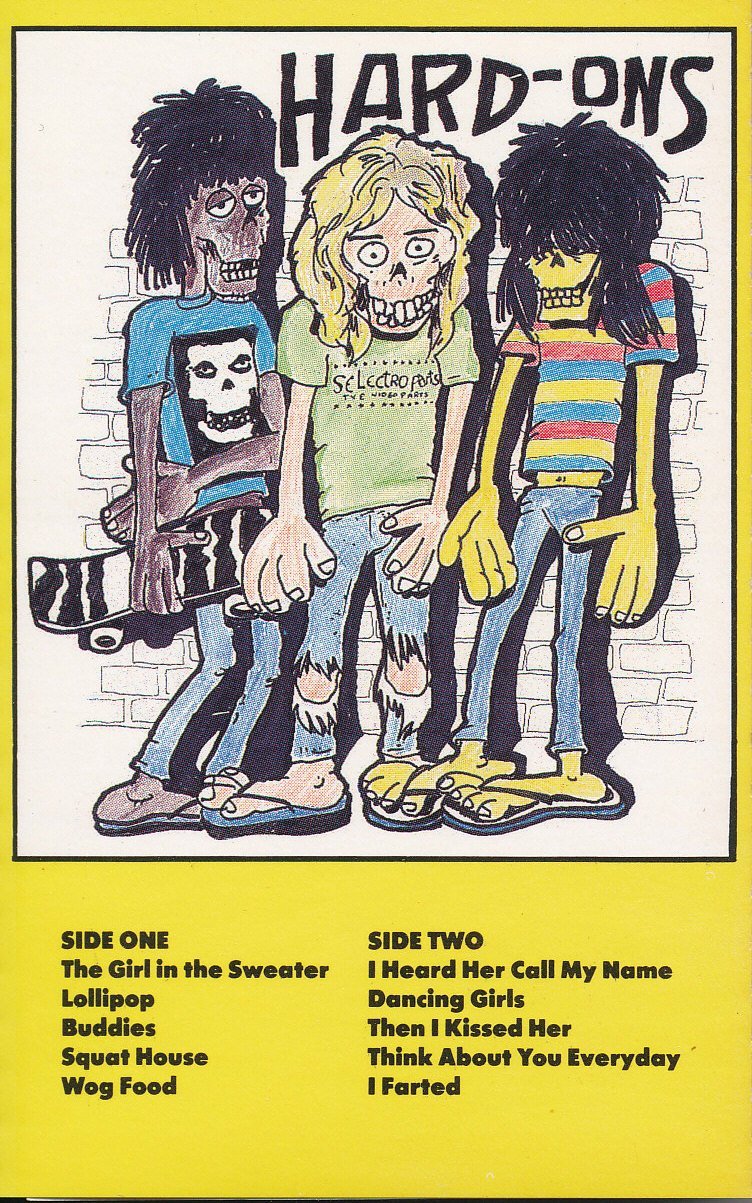 HARD-ONS
SELECTRO Parts
THE VIDEO PARTS
SIDE ONE
The Girl in the Sweater
Lollipop
Buddies
Squat House
Wog Food
SIDE TWO
I Heard Her Call My Name
Dancing Girls
Then I Kissed Her
Think About You Everyday
I Farted